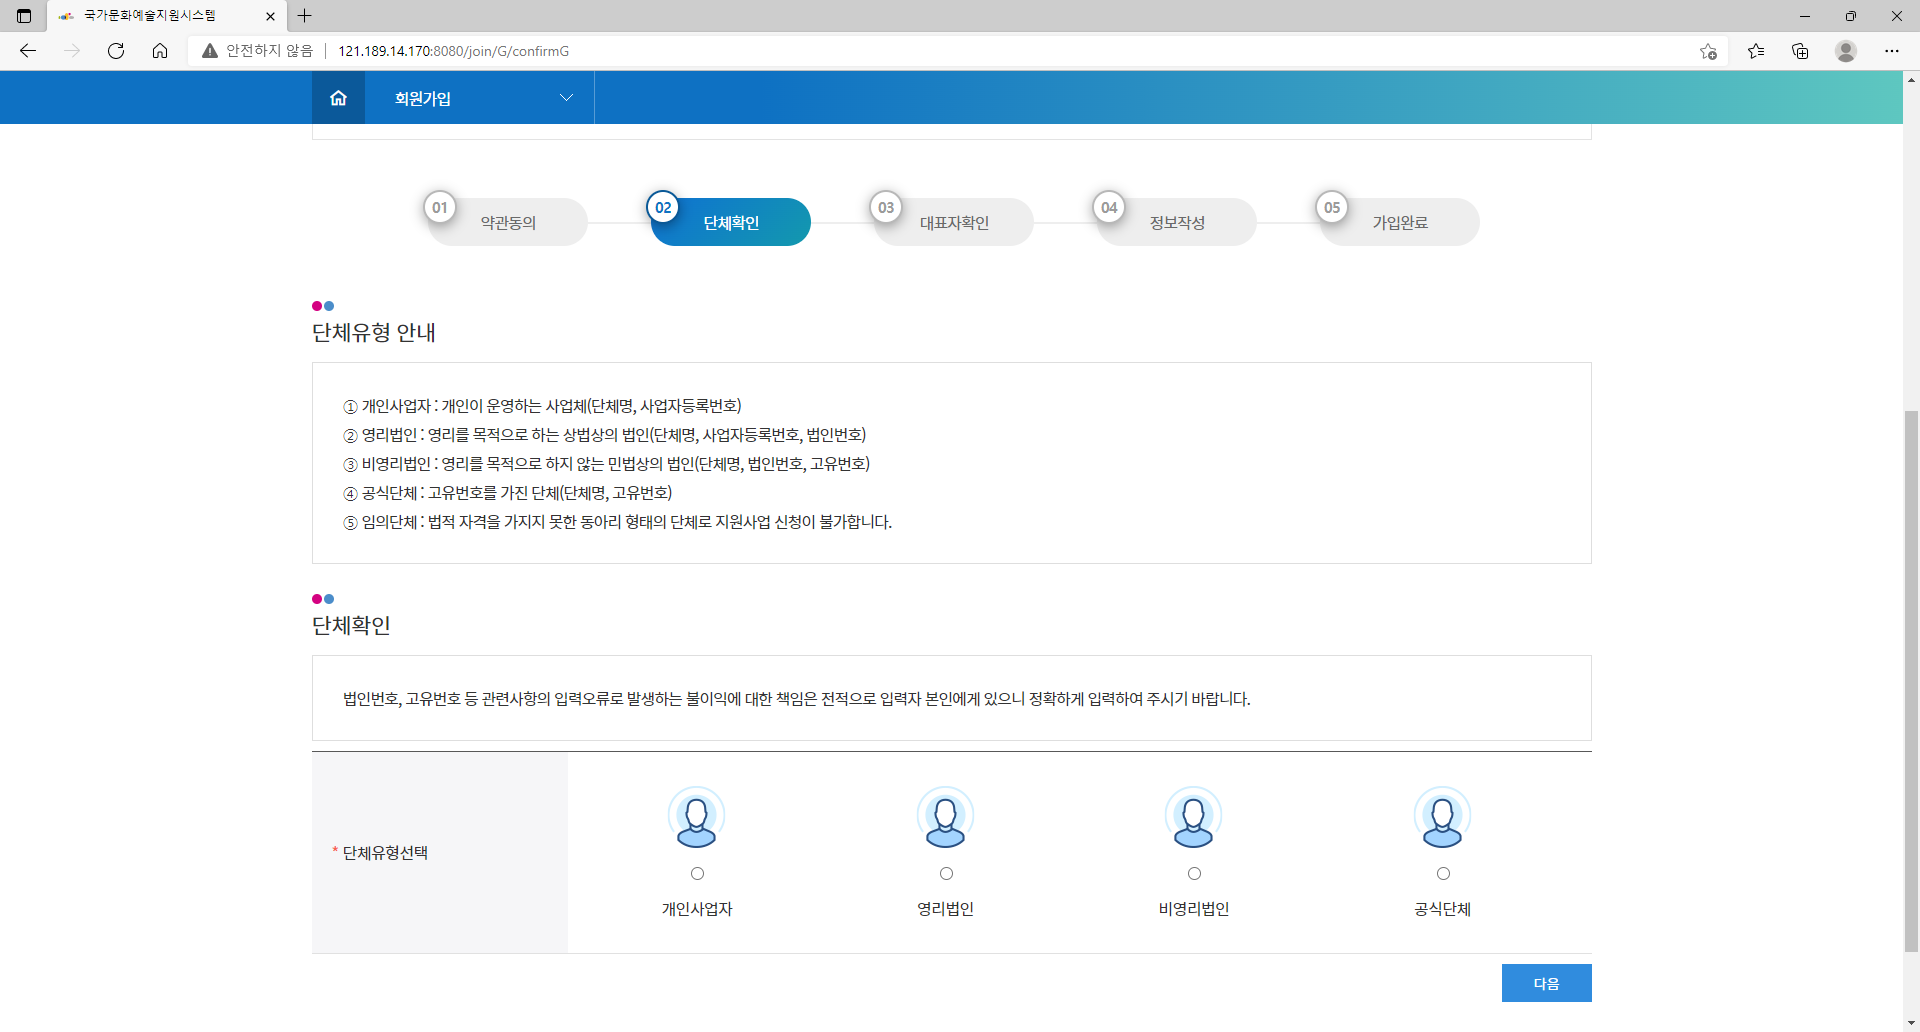 국가문화예술지원시스템
안전하지 않음 | 121.189.14.170:8080/join/G/confirmG
회원가입
01 약관동의
02 단체확인
03 대표자확인
04 정보작성
05 가입완료
단체유형 안내
① 개인사업자 : 개인이 운영하는 사업체(단체명, 사업자등록번호)
② 영리법인 : 영리를 목적으로 하는 상법상의 법인(단체명, 사업자등록번호, 법인번호)
③ 비영리법인 : 영리를 목적으로 하지 않는 민법상의 법인(단체명, 법인번호, 고유번호)
④ 공식단체 : 고유번호를 가진 단체(단체명, 고유번호)
⑤ 임의단체 : 법적 자격을 가지지 못한 동아리 형태의 단체로 지원사업 신청이 불가합니다.
단체확인
법인번호, 고유번호 등 관련사항의 입력오류로 발생하는 불이익에 대한 책임은 전적으로 입력자 본인에게 있으니 정확하게 입력하여 주시기 바랍니다.
* 단체유형선택
개인사업자
영리법인
비영리법인
공식단체
다음